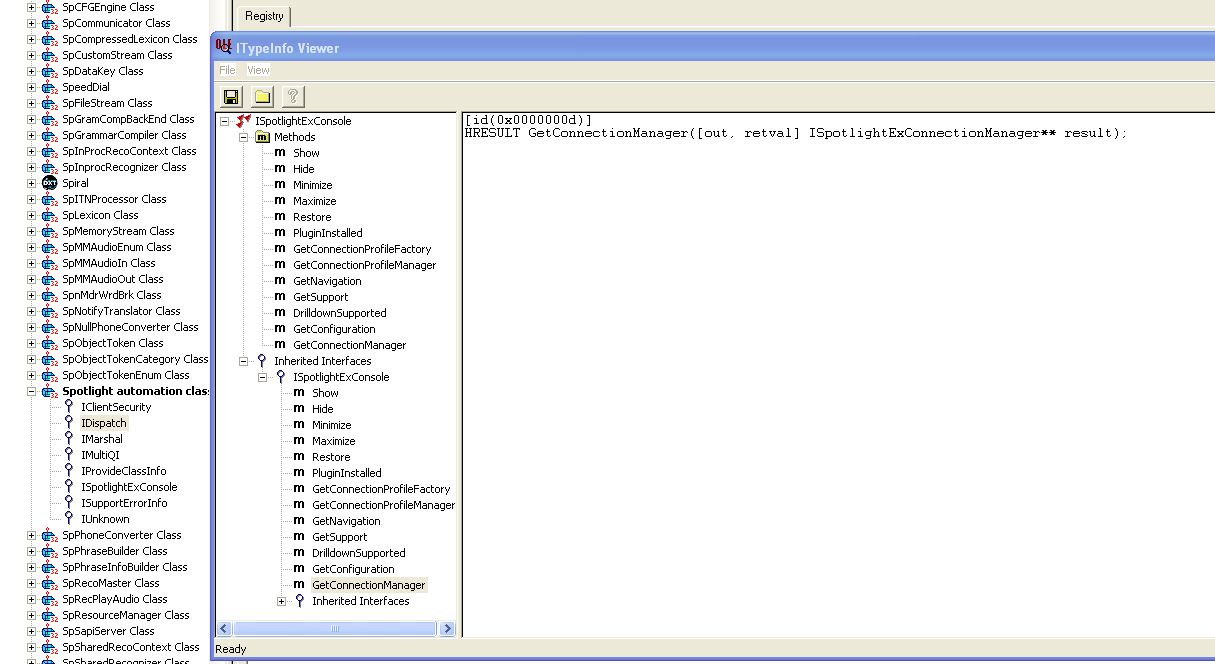 SpCFGEngine Class
SpCommunicator Class
SpCompressedLexicon Class
SpCustomStream Class
SpDataKey Class
SpeedDial
SpFileStream Class
SpGramCompBackEnd Class
SpGrammarCompiler Class
SpInProcRecoContext Class
SpInprocRecognizer Class
Spiral
SpITNProcessor Class
SpLexicon Class
SpMemoryStream Class
SpMMAudioEnum Class
SpMMAudioIn Class
SpMMAudioOut Class
SpnMdrWrdBrk Class
SpNotifyTranslator Class
SpNullPhoneConverter Class
SpObjectToken Class
SpObjectTokenCategory Class
SpObjectTokenEnum Class
Spotlight automation clas
IClientSecurity
IDispatch
IMarshal
IMultiQI
IProvideClassInfo
ISpotlightExConsole
ISupportErrorInfo
IUnknown
SpPhoneConverter Class
SpPhraseBuilder Class
SpPhraseInfoBuilder Class
SpRecoMaster Class
SpRecPlayAudio Class
SpResourceManager Class
SpSapiServer Class
SpSharedRecoContext Class
SpSharedRecognizer Class
Registry
ITypeInfo Viewer
File View
ISpotlightExConsole
Methods
Show
Hide
Minimize
Maximize
Restore
PluginInstalled
GetConnectionProfileFactory
GetConnectionProfileManager
GetNavigation
GetSupport
DrilldownSupported
GetConfiguration
GetConnectionManager
Inherited Interfaces
ISpotlightExConsole
Show
Hide
Minimize
Maximize
Restore
PluginInstalled
GetConnectionProfileFactory
GetConnectionProfileManager
GetNavigation
GetSupport
DrilldownSupported
GetConfiguration
GetConnectionManager
Inherited Interfaces
[id(0x0000000d)]
HRESULT GetConnectionManager([out, retval] ISpotlightExConnectionManager** result);
Ready